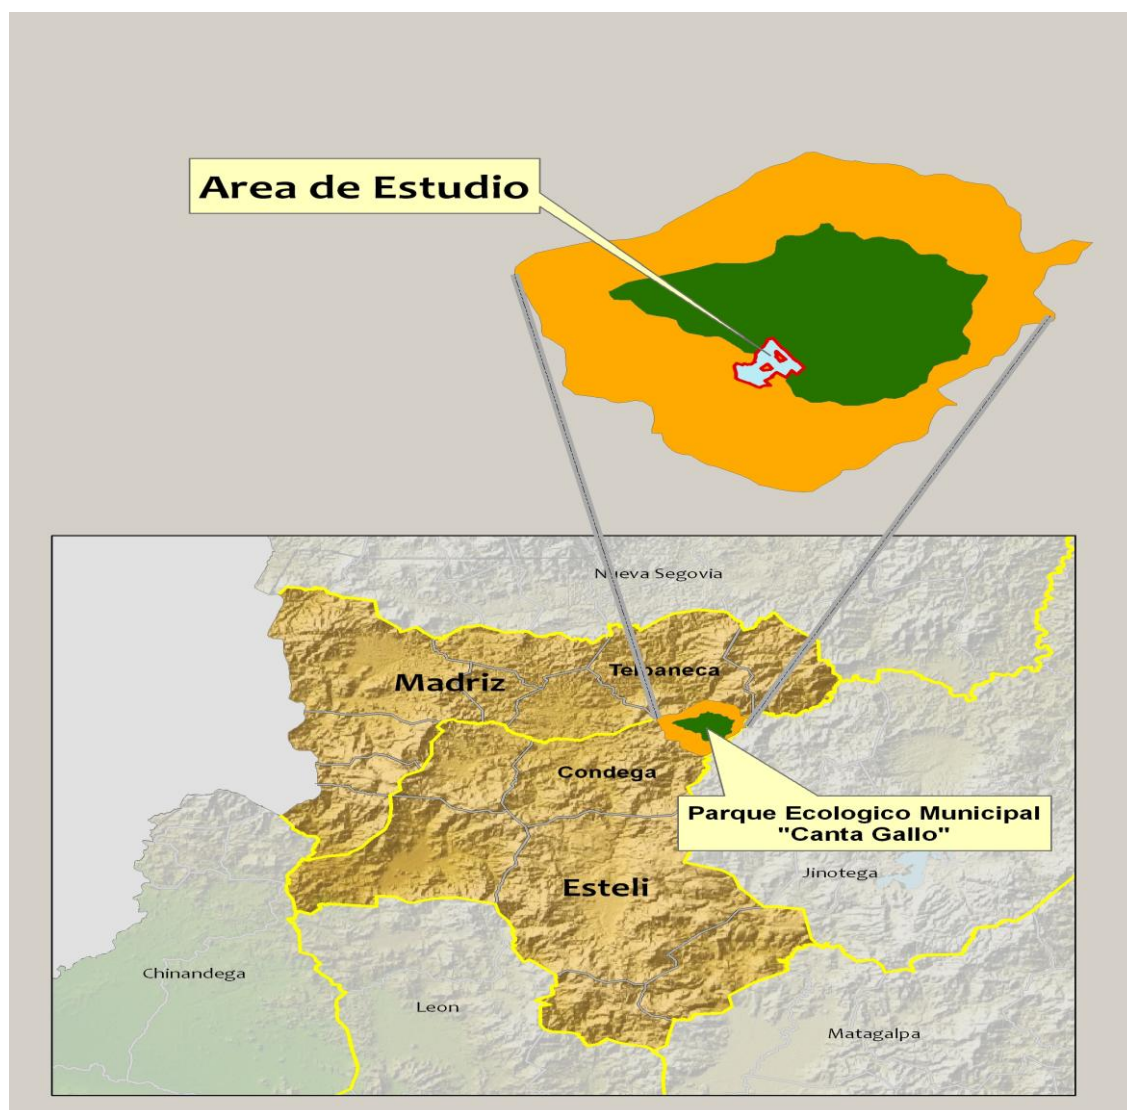 Area de Estudio
Nueva Segovia
Telpaneca
Madriz
Condega
Parque Ecologico Municipal
"Canta Gallo"
Jinotega
Esteli
Chinandega
Leon
Matagalpa